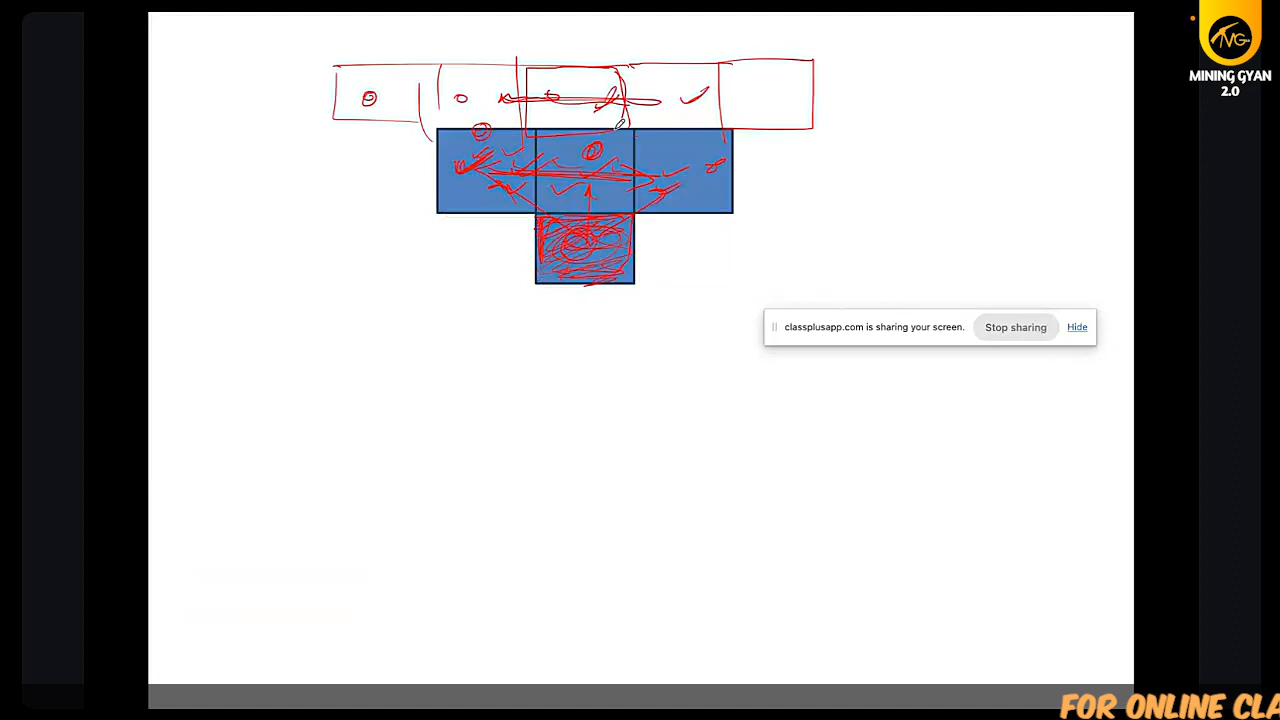 MINING GYAN
2.0
classplusapp.com is sharing your screen. Stop sharing Hide
FOR ONLINE CLA